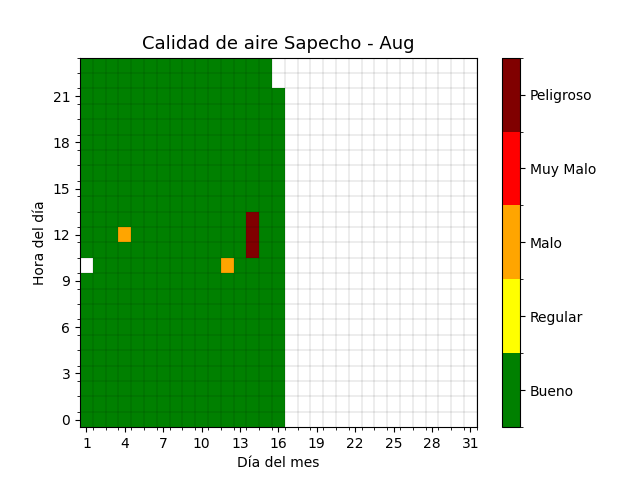 Calidad de aire Sapecho - Aug
Hora del día
21
18
15
12
9
6
3
0
1 4 7 10 13 16 19 22 25 28 31
Día del mes
Peligroso
Muy Malo
Malo
Regular
Bueno